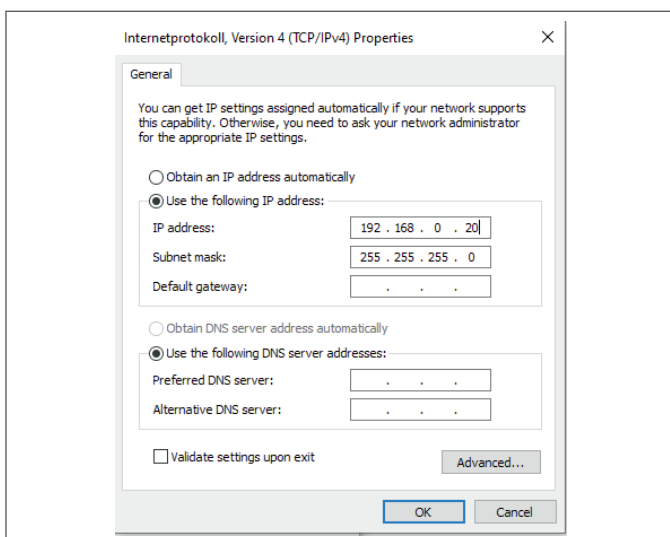 Internetprotokoll, Version 4 (TCP/IPv4) Properties
General
You can get IP settings assigned automatically if your network supports
this capability. Otherwise, you need to ask your network administrator
for the appropriate IP settings.
Obtain an IP address automatically
Use the following IP address:
IP address: 192 . 168 . 0 . 20
Subnet mask: 255 . 255 . 255 . 0
Default gateway: . . .
Obtain DNS server address automatically
Use the following DNS server addresses:
Preferred DNS server: . . .
Alternative DNS server: . . .
Validate settings upon exit
Advanced...
OK Cancel